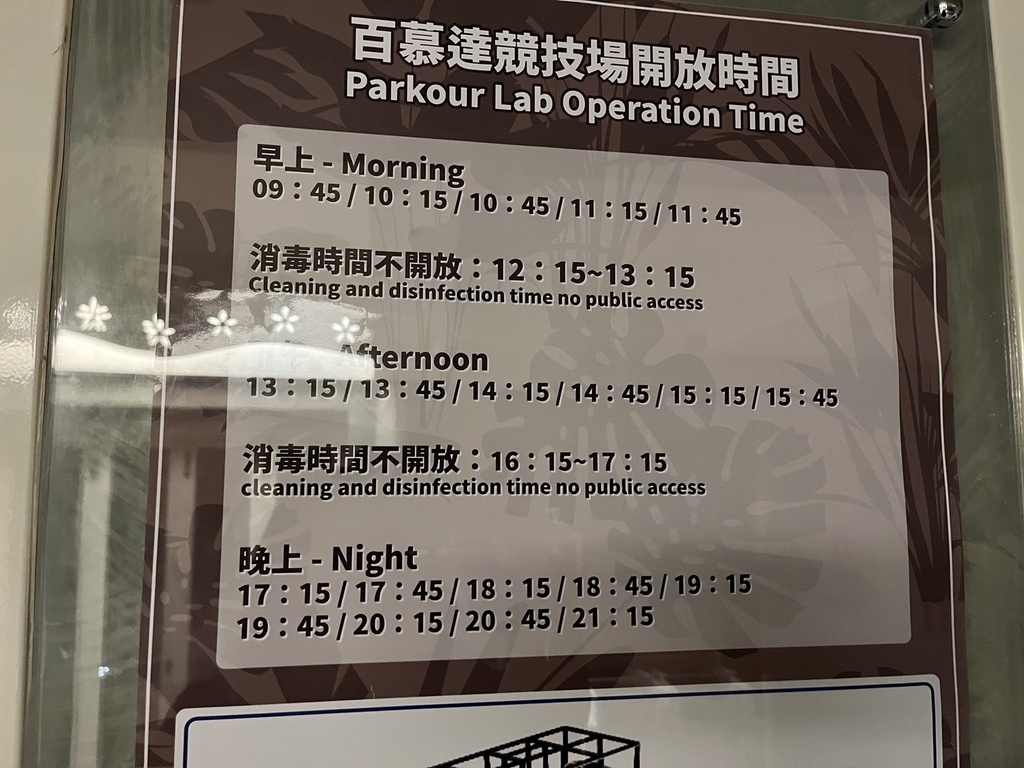 百慕達競技場開放時間
Parkour Lab Operation Time
早上 - Morning
09：45 / 10：15 / 10：45 / 11：15 / 11：45
消毒時間不開放：12：15~13：15
Cleaning and disinfection time no public access
Afternoon
13：15 / 13：45 / 14：15 / 14：45 / 15：15 / 15：45
消毒時間不開放：16：15~17：15
cleaning and disinfection time no public access
晚上 - Night
17：15 / 17：45 / 18：15 / 18：45 / 19：15
19：45 / 20：15 / 20：45 / 21：15